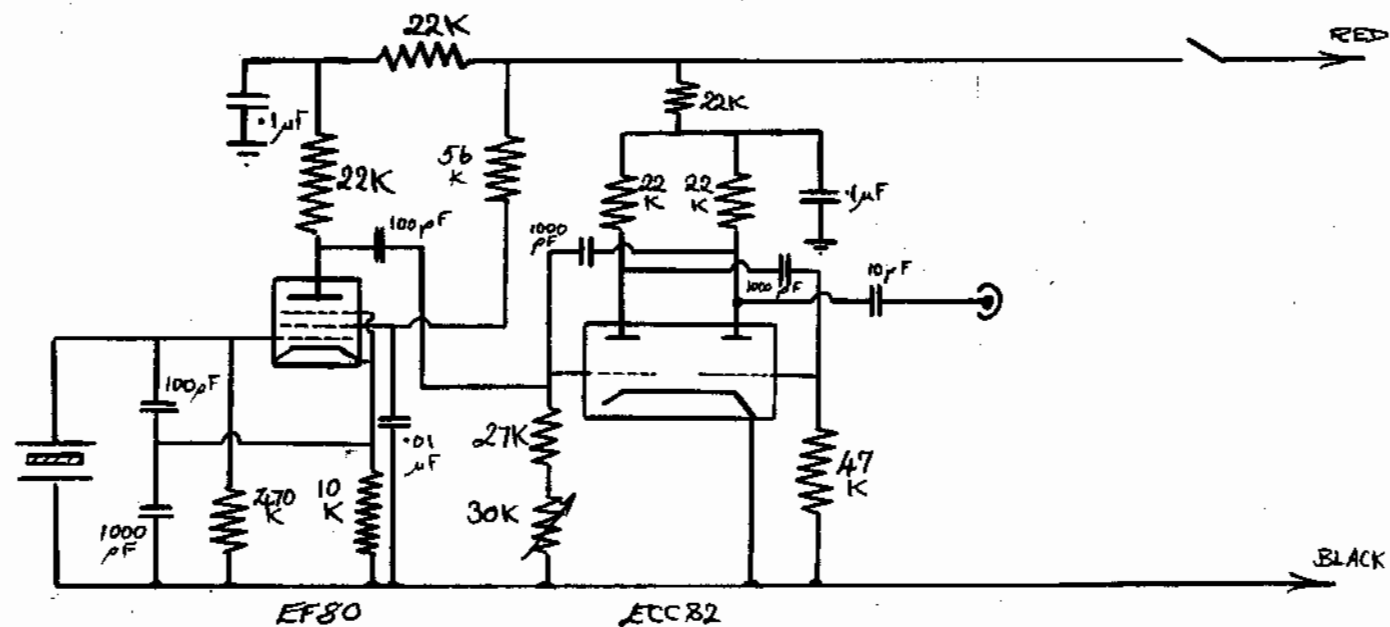 22K
RED
22K
.1µF
56
K
22K
22
K
22
K
.1µF
100pF
1000
pF
1000pF
10pF
100pF
.01
µF
27K
47
K
470
K
10
K
30K
1000
pF
BLACK
EF80
ECC82